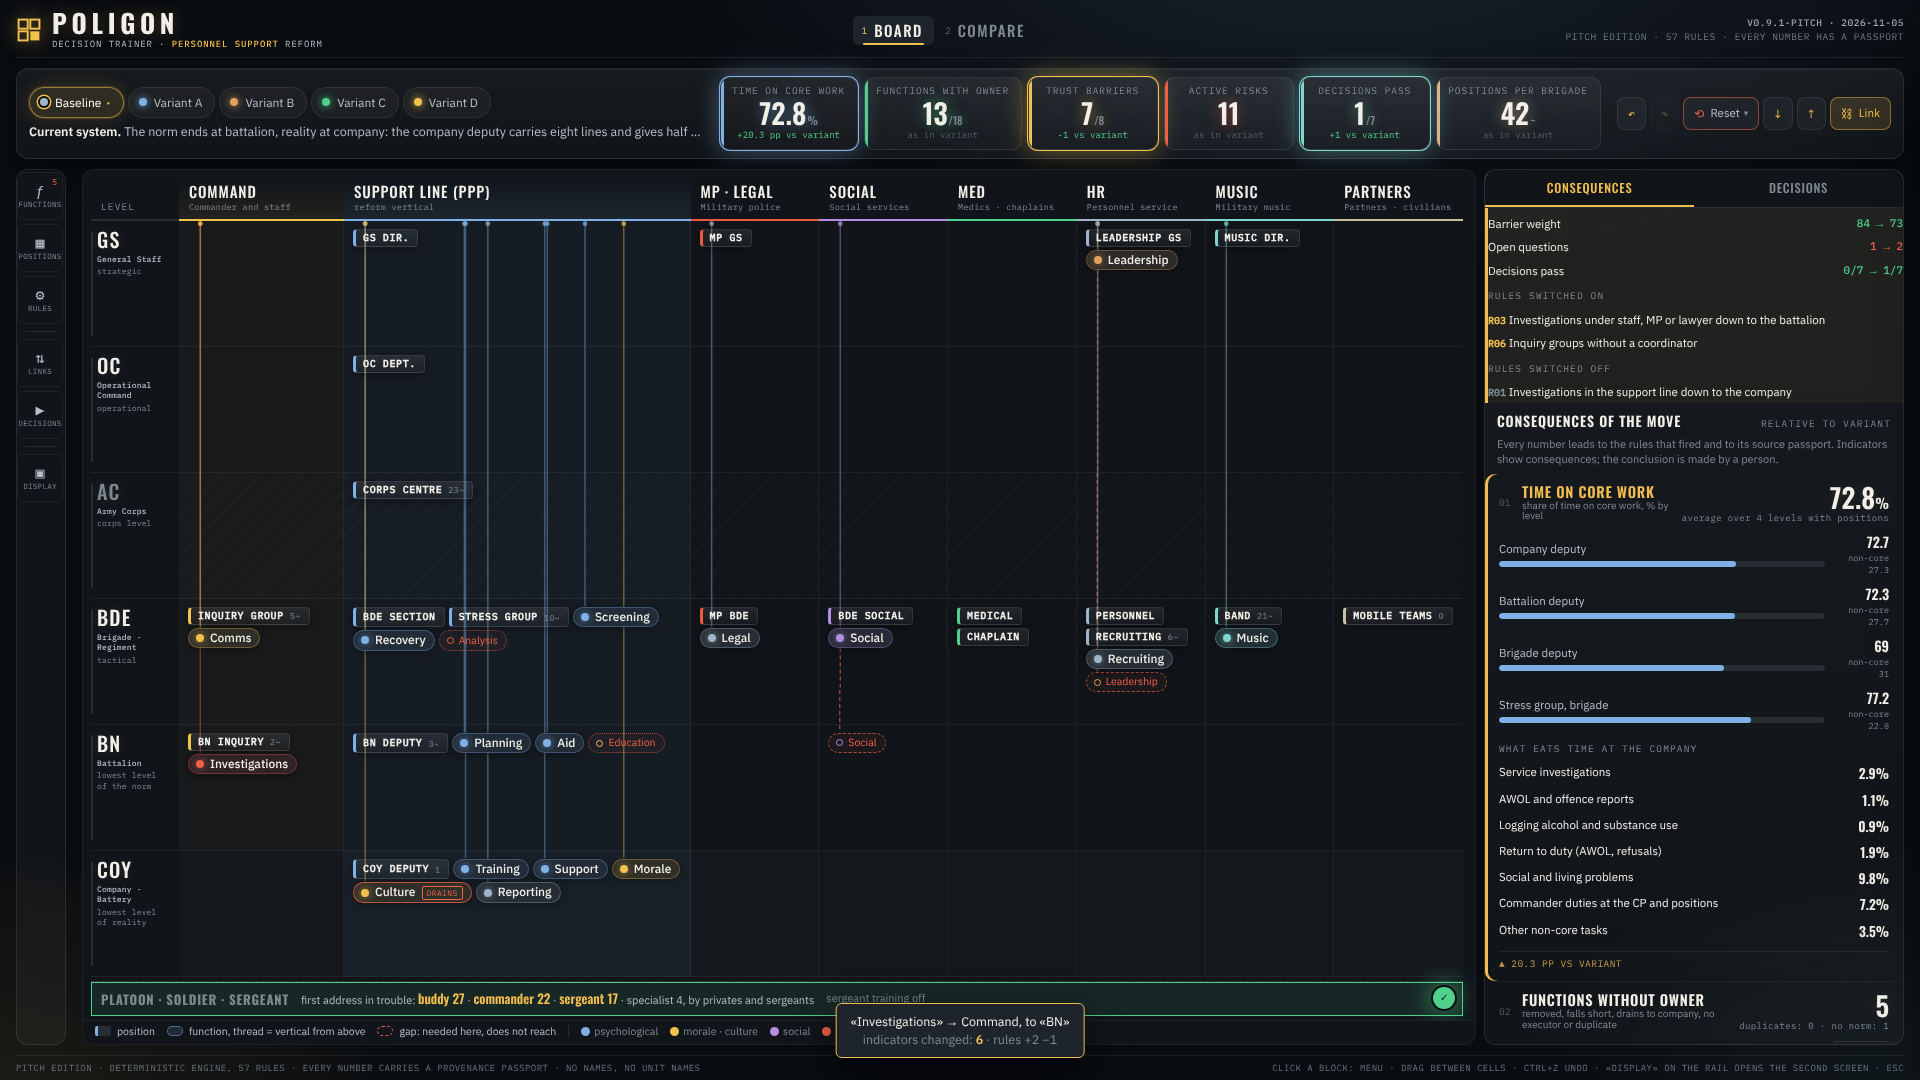 POLIGON
DECISION TRAINER · PERSONNEL SUPPORT REFORM
1 BOARD
2 COMPARE
V0.9.1-PITCH · 2026-11-05
PITCH EDITION · 57 RULES · EVERY NUMBER HAS A PASSPORT
Baseline
Variant A
Variant B
Variant C
Variant D
Current system. The norm ends at battalion, reality at company: the company deputy carries eight lines and gives half ...
TIME ON CORE WORK
72.8%
+20.3 pp vs variant
FUNCTIONS WITH OWNER
13/18
as in variant
TRUST BARRIERS
7/8
-1 vs variant
ACTIVE RISKS
11
as in variant
DECISIONS PASS
1/7
+1 vs variant
POSITIONS PER BRIGADE
42~
as in variant
↶
↷
⟲ Reset ▾
↓
↑
Link
ƒ 5
FUNCTIONS
POSITIONS
RULES
LINKS
DECISIONS
DISPLAY
LEVEL
COMMAND
Commander and staff
SUPPORT LINE (PPP)
reform vertical
MP · LEGAL
Military police
SOCIAL
Social services
MED
Medics · chaplains
HR
Personnel service
MUSIC
Military music
PARTNERS
Partners · civilians
GS
General Staff
strategic
GS DIR.
MP GS
LEADERSHIP GS
Leadership
MUSIC DIR.
OC
Operational Command
operational
OC DEPT.
AC
Army Corps
corps level
CORPS CENTRE 23~
BDE
Brigade · Regiment
tactical
INQUIRY GROUP 5~
Comms
BDE SECTION
STRESS GROUP 10~
Screening
Recovery
Analysis
MP BDE
Legal
BDE SOCIAL
Social
MEDICAL
CHAPLAIN
PERSONNEL
RECRUITING 6~
Recruiting
Leadership
BAND 21~
Music
MOBILE TEAMS 0
BN
Battalion
lowest level
of the norm
BN INQUIRY 2~
Investigations
BN DEPUTY 3~
Planning
Aid
Education
Social
COY
Company · Battery
lowest level
of reality
COY DEPUTY 1
Training
Support
Morale
Culture DRAINS
Reporting
PLATOON · SOLDIER · SERGEANT
first address in trouble: buddy 27 · commander 22 · sergeant 17 · specialist 4, by privates and sergeants
sergeant training off
✓
position
function, thread = vertical from above
gap: needed here, does not reach
psychological
morale · culture
social
«Investigations» → Command, to «BN»
indicators changed: 6 · rules +2 −1
CONSEQUENCES
DECISIONS
Barrier weight 84 → 73
Open questions 1 → 2
Decisions pass 0/7 → 1/7
RULES SWITCHED ON
R03 Investigations under staff, MP or lawyer down to the battalion
R06 Inquiry groups without a coordinator
RULES SWITCHED OFF
R01 Investigations in the support line down to the company
CONSEQUENCES OF THE MOVE
RELATIVE TO VARIANT
Every number leads to the rules that fired and to its source passport. Indicators
show consequences; the conclusion is made by a person.
01 TIME ON CORE WORK
share of time on core work, % by
level
72.8%
average over 4 levels with positions
Company deputy 72.7
non-core
27.3
Battalion deputy 72.3
non-core
27.7
Brigade deputy 69
non-core
31
Stress group, brigade 77.2
non-core
22.8
WHAT EATS TIME AT THE COMPANY
Service investigations 2.9%
AWOL and offence reports 1.1%
Logging alcohol and substance use 0.9%
Return to duty (AWOL, refusals) 1.9%
Social and living problems 9.8%
Commander duties at the CP and positions 7.2%
Other non-core tasks 3.5%
▲ 20.3 PP VS VARIANT
02 FUNCTIONS WITHOUT OWNER
removed, falls short, drains to company, no
executor or duplicate
5
duplicates: 0 · no norm: 1
PITCH EDITION · DETERMINISTIC ENGINE, 57 RULES · EVERY NUMBER CARRIES A PROVENANCE PASSPORT · NO NAMES, NO UNIT NAMES
CLICK A BLOCK: MENU · DRAG BETWEEN CELLS · CTRL+Z UNDO · «DISPLAY» ON THE RAIL OPENS THE SECOND SCREEN · ESC